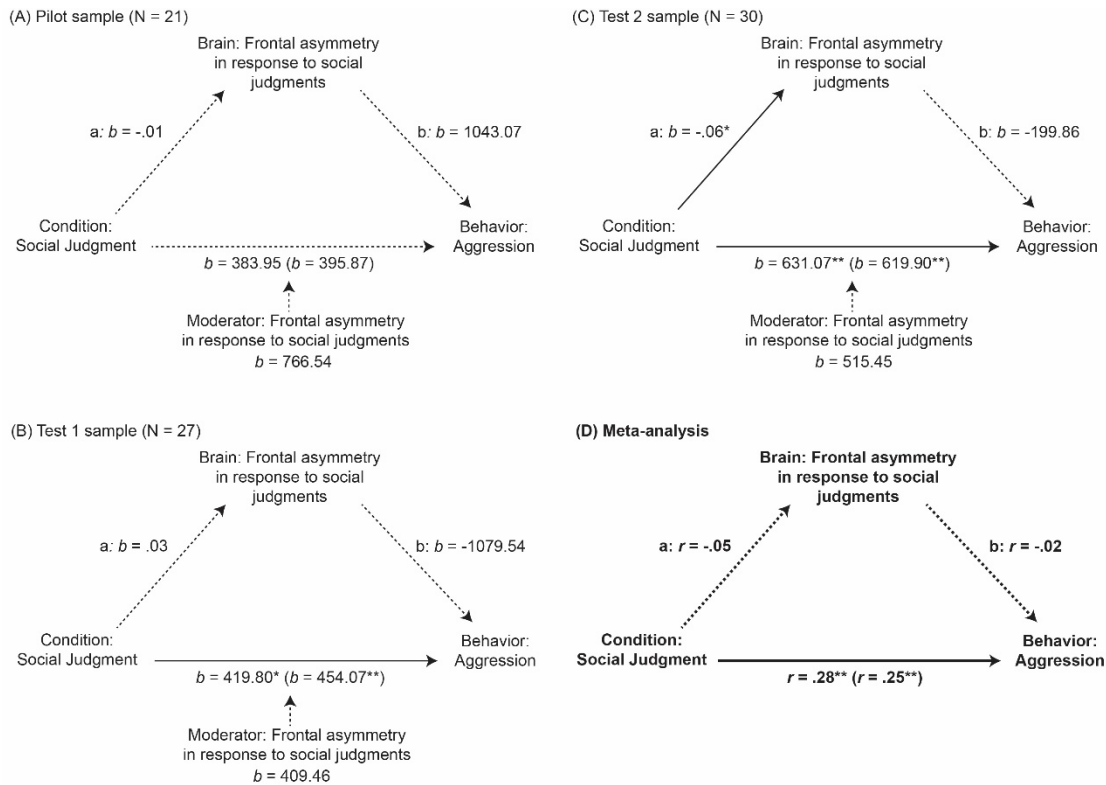 (A) Pilot sample (N = 21)
Brain: Frontal asymmetry
in response to social
judgments
a: b = -.01
b: b = 1043.07
Condition:
Social Judgment
Behavior:
Aggression
b = 383.95 (b = 395.87)
Moderator: Frontal asymmetry
in response to social judgments
b = 766.54
(B) Test 1 sample (N = 27)
Brain: Frontal asymmetry
in response to social
judgments
a: b = .03
b: b = -1079.54
Condition:
Social Judgment
Behavior:
Aggression
b = 419.80* (b = 454.07**)
Moderator: Frontal asymmetry
in response to social judgments
b = 409.46
(C) Test 2 sample (N = 30)
Brain: Frontal asymmetry
in response to social
judgments
a: b = -.06*
b: b = -199.86
Condition:
Social Judgment
Behavior:
Aggression
b = 631.07** (b = 619.90**)
Moderator: Frontal asymmetry
in response to social judgments
b = 515.45
(D) Meta-analysis
Brain: Frontal asymmetry
in response to social
judgments
a: r = -.05
b: r = -.02
Condition:
Social Judgment
Behavior:
Aggression
r = .28** (r = .25**)